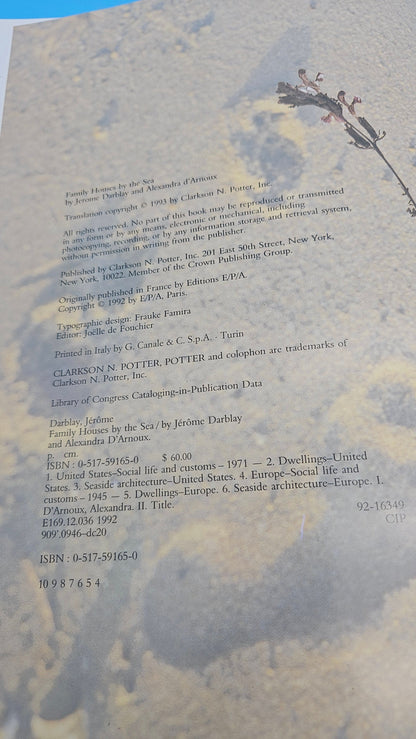 Family Houses by the Sea
by Jerome Darblay and Alexandra d'Arnoux
Translation copyright © 1993 by Clarkson N. Potter, Inc.
All rights reserved. No part of this book may be reproduced or transmitted
in any form or by any means, electronic or mechanical, including
photocopying, recording, or by any information storage and retrieval system,
without permission in writing from the publisher.
Published by Clarkson N. Potter, Inc. 201 East 50th Street, New York,
New York, 10022. Member of the Crown Publishing Group.
Originally published in France by Editions E/P/A.
Copyright © 1992 by E/P/A, Paris.
Typographic design: Frauke Famira
Editor: Joëlle de Fouchier
Printed in Italy by G. Canale & C. S.p.A. . Turin
CLARKSON N. POTTER, POTTER and colophon are trademarks of
Clarkson N. Potter, Inc.
Library of Congress Cataloging-in-Publication Data
Darblay, Jérôme
Family Houses by the Sea / by Jérôme Darblay
and Alexandra D'Arnoux.
p. cm.
ISBN : 0-517-59165-0 $ 60.00
1. United States–Social life and customs – 1971 — 2. Dwellings–United
States. 3. Seaside architecture–United States. 4. Europe–Social life and
customs – 1945 — 5. Dwellings–Europe. 6. Seaside architecture–Europe. I.
D'Arnoux, Alexandra. II. Title.
E169.12.036 1992
909'.0946–dc20
92-16349
CIP
ISBN : 0-517-59165-0
10 9 8 7 6 5 4